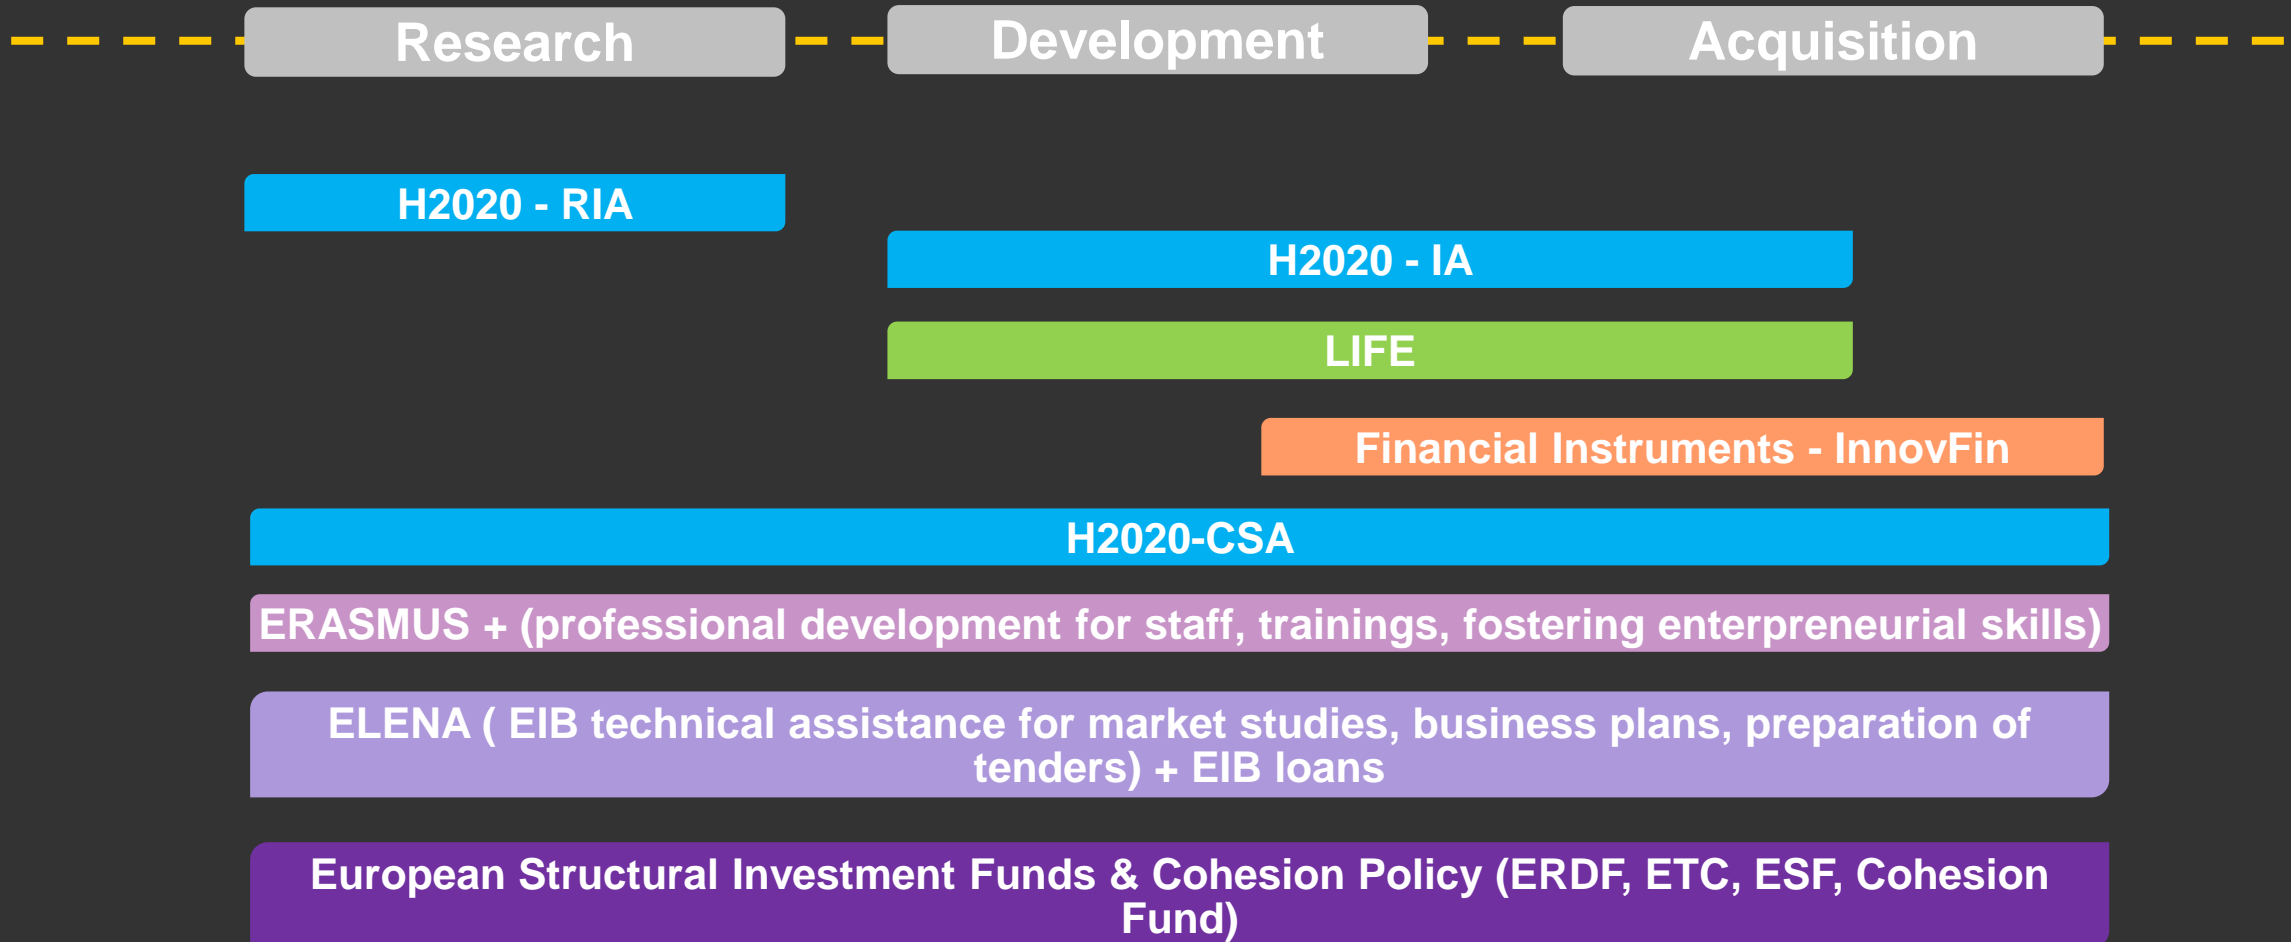 Research
Development
Acquisition
H2020 - RIA
H2020 - IA
LIFE
Financial Instruments - InnovFin
H2020-CSA
ERASMUS + (professional development for staff, trainings, fostering enterpreneurial skills)
ELENA ( EIB technical assistance for market studies, business plans, preparation of
tenders) + EIB loans
European Structural Investment Funds & Cohesion Policy (ERDF, ETC, ESF, Cohesion
Fund)